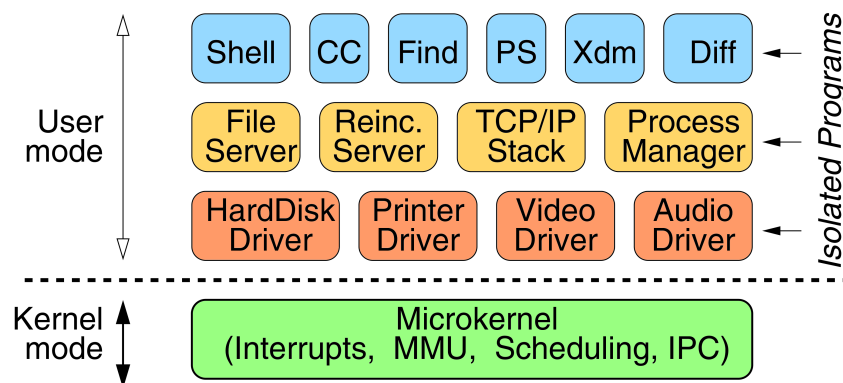 Shell CC Find PS Xdm Diff
User
mode
File
Server
Reinc.
Server
TCP/IP
Stack
Process
Manager
HardDisk
Driver
Printer
Driver
Video
Driver
Audio
Driver
Isolated Programs
Kernel
mode
Microkernel
(Interrupts, MMU, Scheduling, IPC)